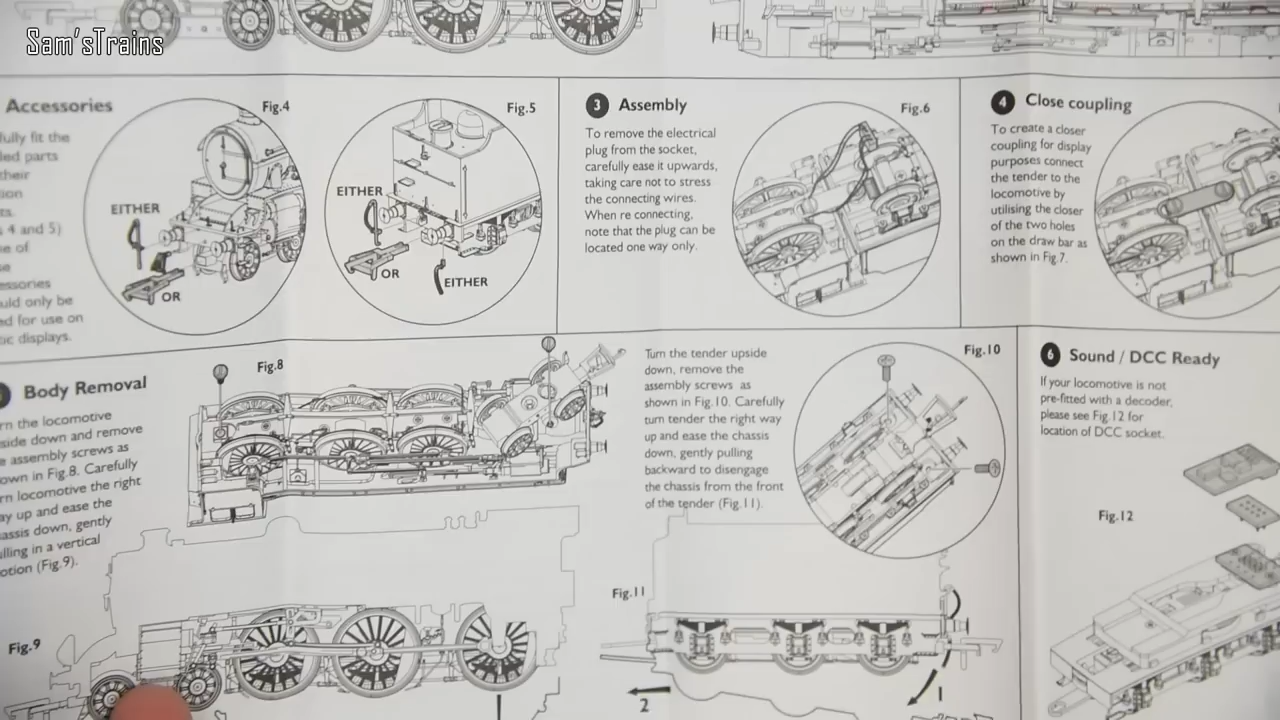 Sam'sTrains
Accessories
Fig.4
fully fit the
parts
their
4 and 5)
of
only be
for use on
displays.
EITHER
OR
Fig.5
EITHER
OR
EITHER
3 Assembly
To remove the electrical
plug from the socket,
carefully ease it upwards,
taking care not to stress
the connecting wires.
When re connecting,
note that the plug can be
located one way only.
Fig.6
4 Close coupling
To create a closer
coupling for display
purposes connect
the tender to the
locomotive by
utilising the closer
of the two holes
on the draw bar as
shown in Fig.7.
Body Removal
rn the locomotive
side down and remove
assembly screws as
own in Fig.8. Carefully
rn locomotive the right
ay up and ease the
assis down, gently
lling in a vertical
otion (Fig.9).
Fig.8
Fig.9
Turn the tender upside
down, remove the
assembly screws as
shown in Fig.10. Carefully
turn tender the right way
up and ease the chassis
down, gently pulling
backward to disengage
the chassis from the front
of the tender (Fig.11).
Fig.10
Fig.11
2
1
6 Sound / DCC Ready
If your locomotive is not
pre-fitted with a decoder,
please see Fig.12 for
location of DCC socket.
Fig.12